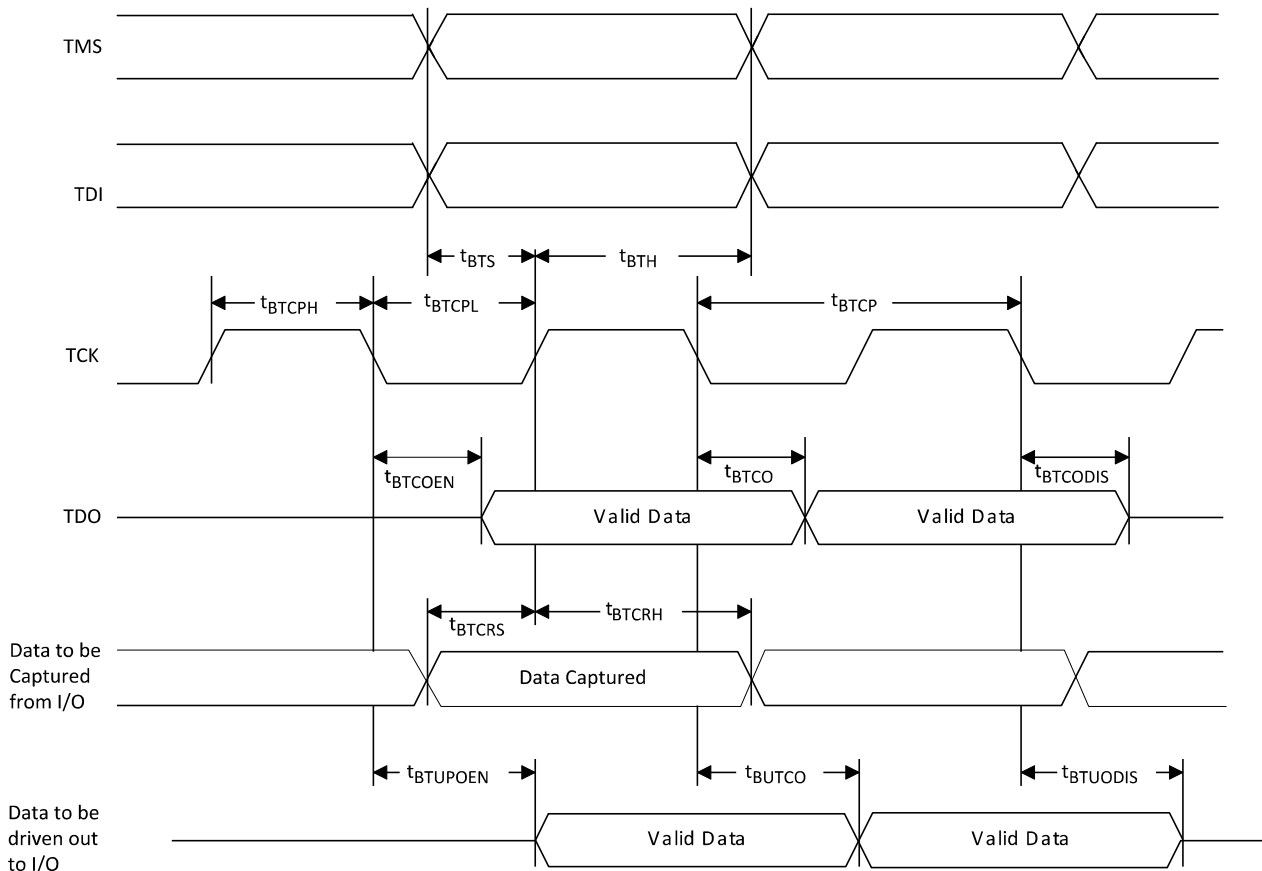 TMS
TDI
tBTS
tBTH
tBTCPH
tBTCPL
tBTCP
TCK
tBTCOEN
tBTCO
tBTCODIS
TDO
Valid Data
Valid Data
tBTCRS
tBTCRH
Data to be
Captured
from I/O
Data Captured
tBTUPOEN
tBUTCO
tBTUODIS
Data to be
driven out
to I/O
Valid Data
Valid Data